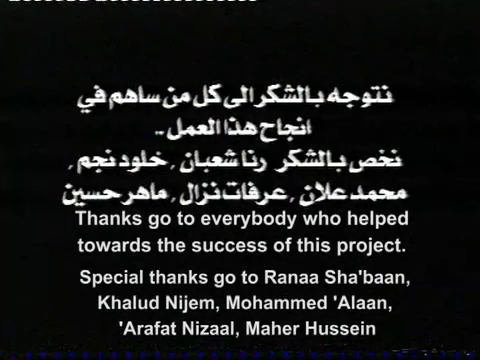 نتوجه بالشكر الى كل من ساهم في
انجاح هذا العمل..
نخص بالشكر رنا شعبان , خلود نجم ,
محمد علان , عرفات نزال , ماهر حسين
Thanks go to everybody who helped
towards the success of this project.
Special thanks go to Ranaa Sha'baan,
Khalud Nijem, Mohammed 'Alaan,
'Arafat Nizaal, Maher Hussein